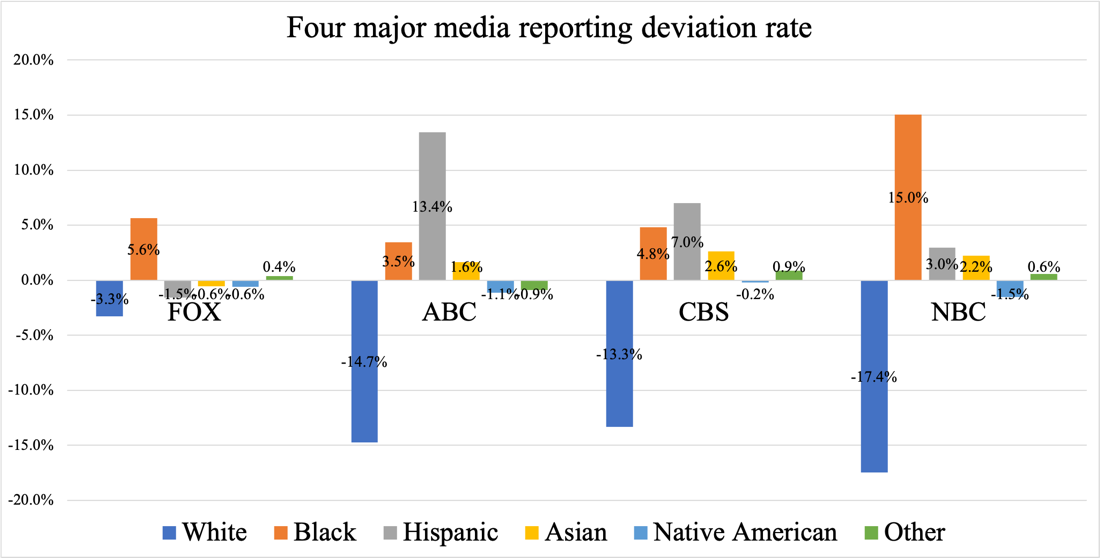 Four major media reporting deviation rate
20.0%
15.0%
10.0%
5.0%
0.0%
-5.0%
-10.0%
-15.0%
-20.0%
-3.3% 5.6% -1.5% -0.6% -0.6% 0.4%
-14.7% 3.5% 13.4% 1.6% -1.1% -0.9%
-13.3% 4.8% 7.0% 2.6% -0.2% 0.9%
-17.4% 15.0% 3.0% 2.2% -1.5% 0.6%
FOX ABC CBS NBC
White Black Hispanic Asian Native American Other